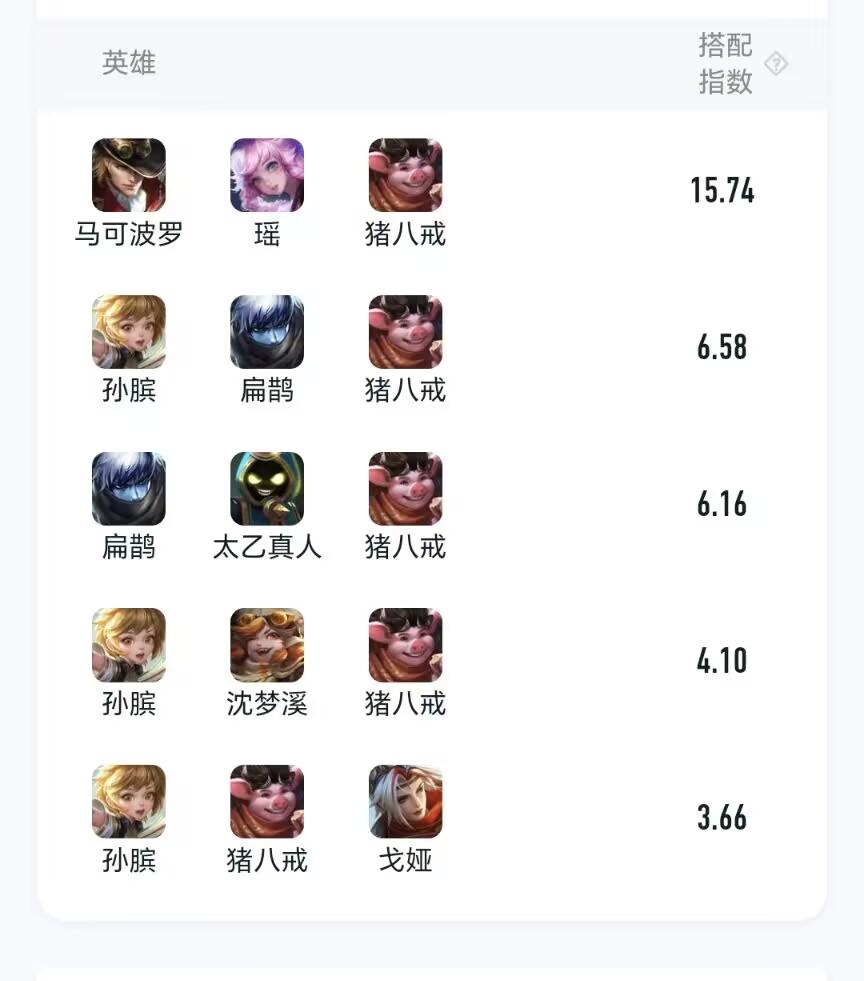 英雄
搭配
指数
马可波罗 瑶 猪八戒 15.74
孙膑 扁鹊 猪八戒 6.58
扁鹊 太乙真人 猪八戒 6.16
孙膑 沈梦溪 猪八戒 4.10
孙膑 猪八戒 戈娅 3.66